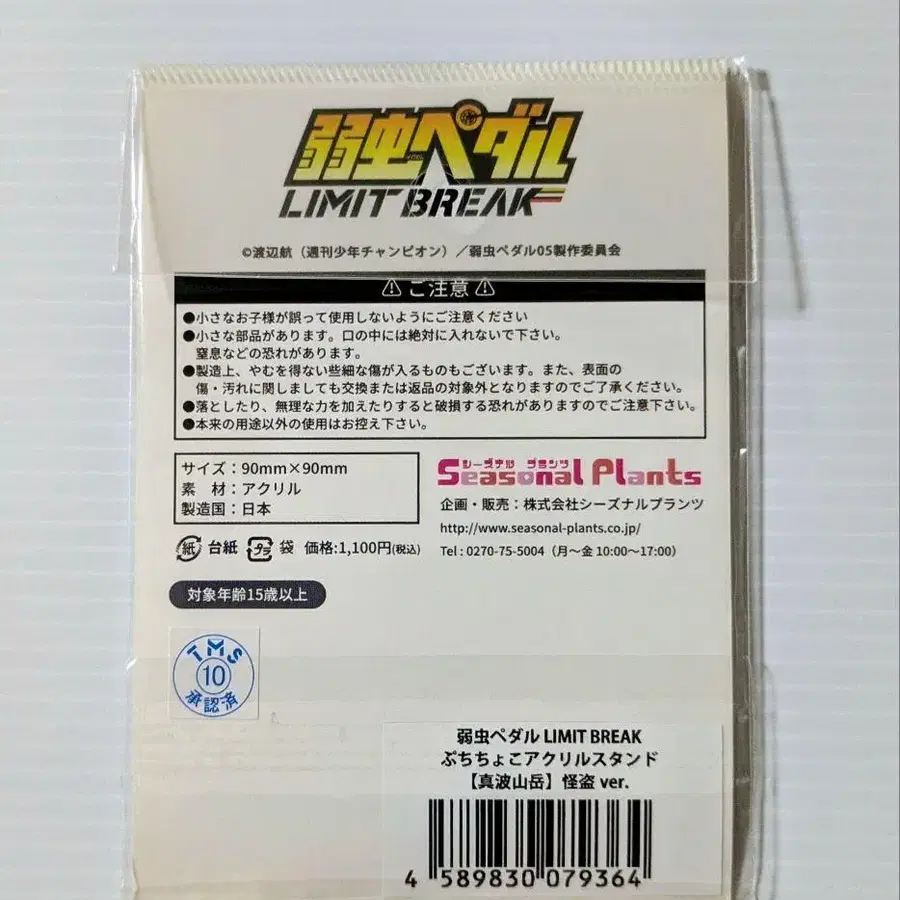 弱虫ペダル
LIMIT BREAK
©渡辺航（週刊少年チャンピオン）／弱虫ペダル05製作委員会
⚠ ご注意 ⚠
●小さなお子様が誤って使用しないようにご注意ください
●小さな部品があります。口の中には絶対に入れないで下さい。
窒息などの恐れがあります。
●製造上、やむを得ない些細な傷が入るものもございます。また、表面の
傷・汚れに関しましても交換または返品の対象外となりますのでご了承ください。
●落としたり、無理な力を加えたりすると破損する恐れがありますのでご注意下さい。
●本来の用途以外の使用はお控え下さい。
サイズ：90mm×90mm
素　材：アクリル
製造国：日本
シーズナル プランツ
Seasonal Plants
企画・販売：株式会社シーズナルプランツ
http://www.seasonal-plants.co.jp/
Tel : 0270-75-5004（月～金 10:00～17:00）
紙 台紙 プラ 袋 価格:1,100円(税込)
対象年齢15歳以上
TMS
10
承認済
弱虫ペダル LIMIT BREAK
ぷちちょこアクリルスタンド
【真波山岳】怪盗 ver.
4 589830 079364